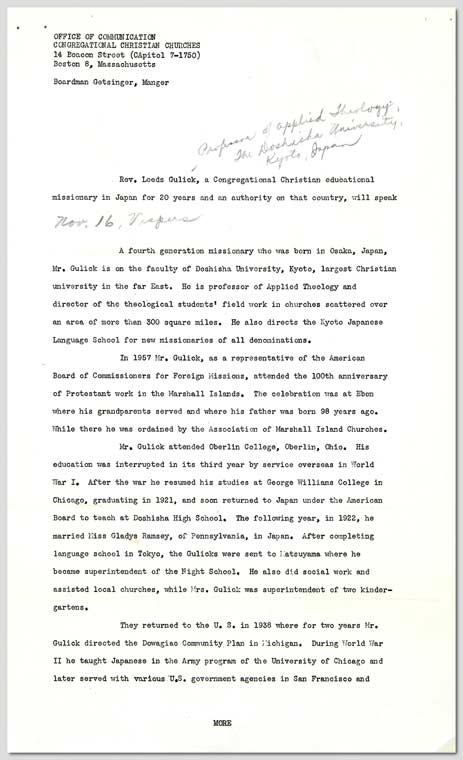 OFFICE OF COMMUNICATION
CONGREGATIONAL CHRISTIAN CHURCHES
14 Beacon Street (CApitol 7-1750)
Boston 8, Massachusetts
Boardman Getsinger, Manger
Professor of Applied Theology,
The Doshisha University,
Kyoto, Japan
Rev. Leeds Gulick, a Congregational Christian educational
missionary in Japan for 20 years and an authority on that country, will speak
Nov. 16, Vespers
A fourth generation missionary who was born in Osaka, Japan,
Mr. Gulick is on the faculty of Doshisha University, Kyoto, largest Christian
university in the far East. He is professor of Applied Theology and
director of the theological students' field work in churches scattered over
an area of more than 300 square miles. He also directs the Kyoto Japanese
Language School for new missionaries of all denominations.
In 1957 Mr. Gulick, as a representative of the American
Board of Commissioners for Foreign Missions, attended the 100th anniversary
of Protestant work in the Marshall Islands. The celebration was at Ebon
where his grandparents served and where his father was born 98 years ago.
While there he was ordained by the Association of Marshall Island Churches.
Mr. Gulick attended Oberlin College, Oberlin, Ohio. His
education was interrupted in its third year by service overseas in World
War I. After the war he resumed his studies at George Williams College in
Chicago, graduating in 1921, and soon returned to Japan under the American
Board to teach at Doshisha High School. The following year, in 1922, he
married Miss Gladys Ramsey, of Pennsylvania, in Japan. After completing
language school in Tokyo, the Gulicks were sent to Matsuyama where he
became superintendent of the Night School. He also did social work and
assisted local churches, while Mrs. Gulick was superintendent of two kinder-
gartens.
They returned to the U. S. in 1938 where for two years Mr.
Gulick directed the Dowagiac Community Plan in Michigan. During World War
II he taught Japanese in the Army program of the University of Chicago and
later served with various U.S. government agencies in San Francisco and
MORE